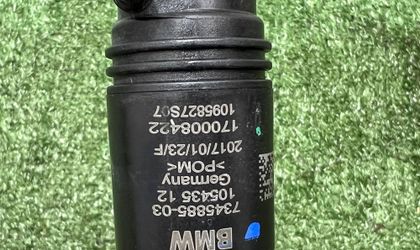 BMW
7345885-03
105435 12
Germany
>POM<
2017/01/23/F
170008422
1095827S07